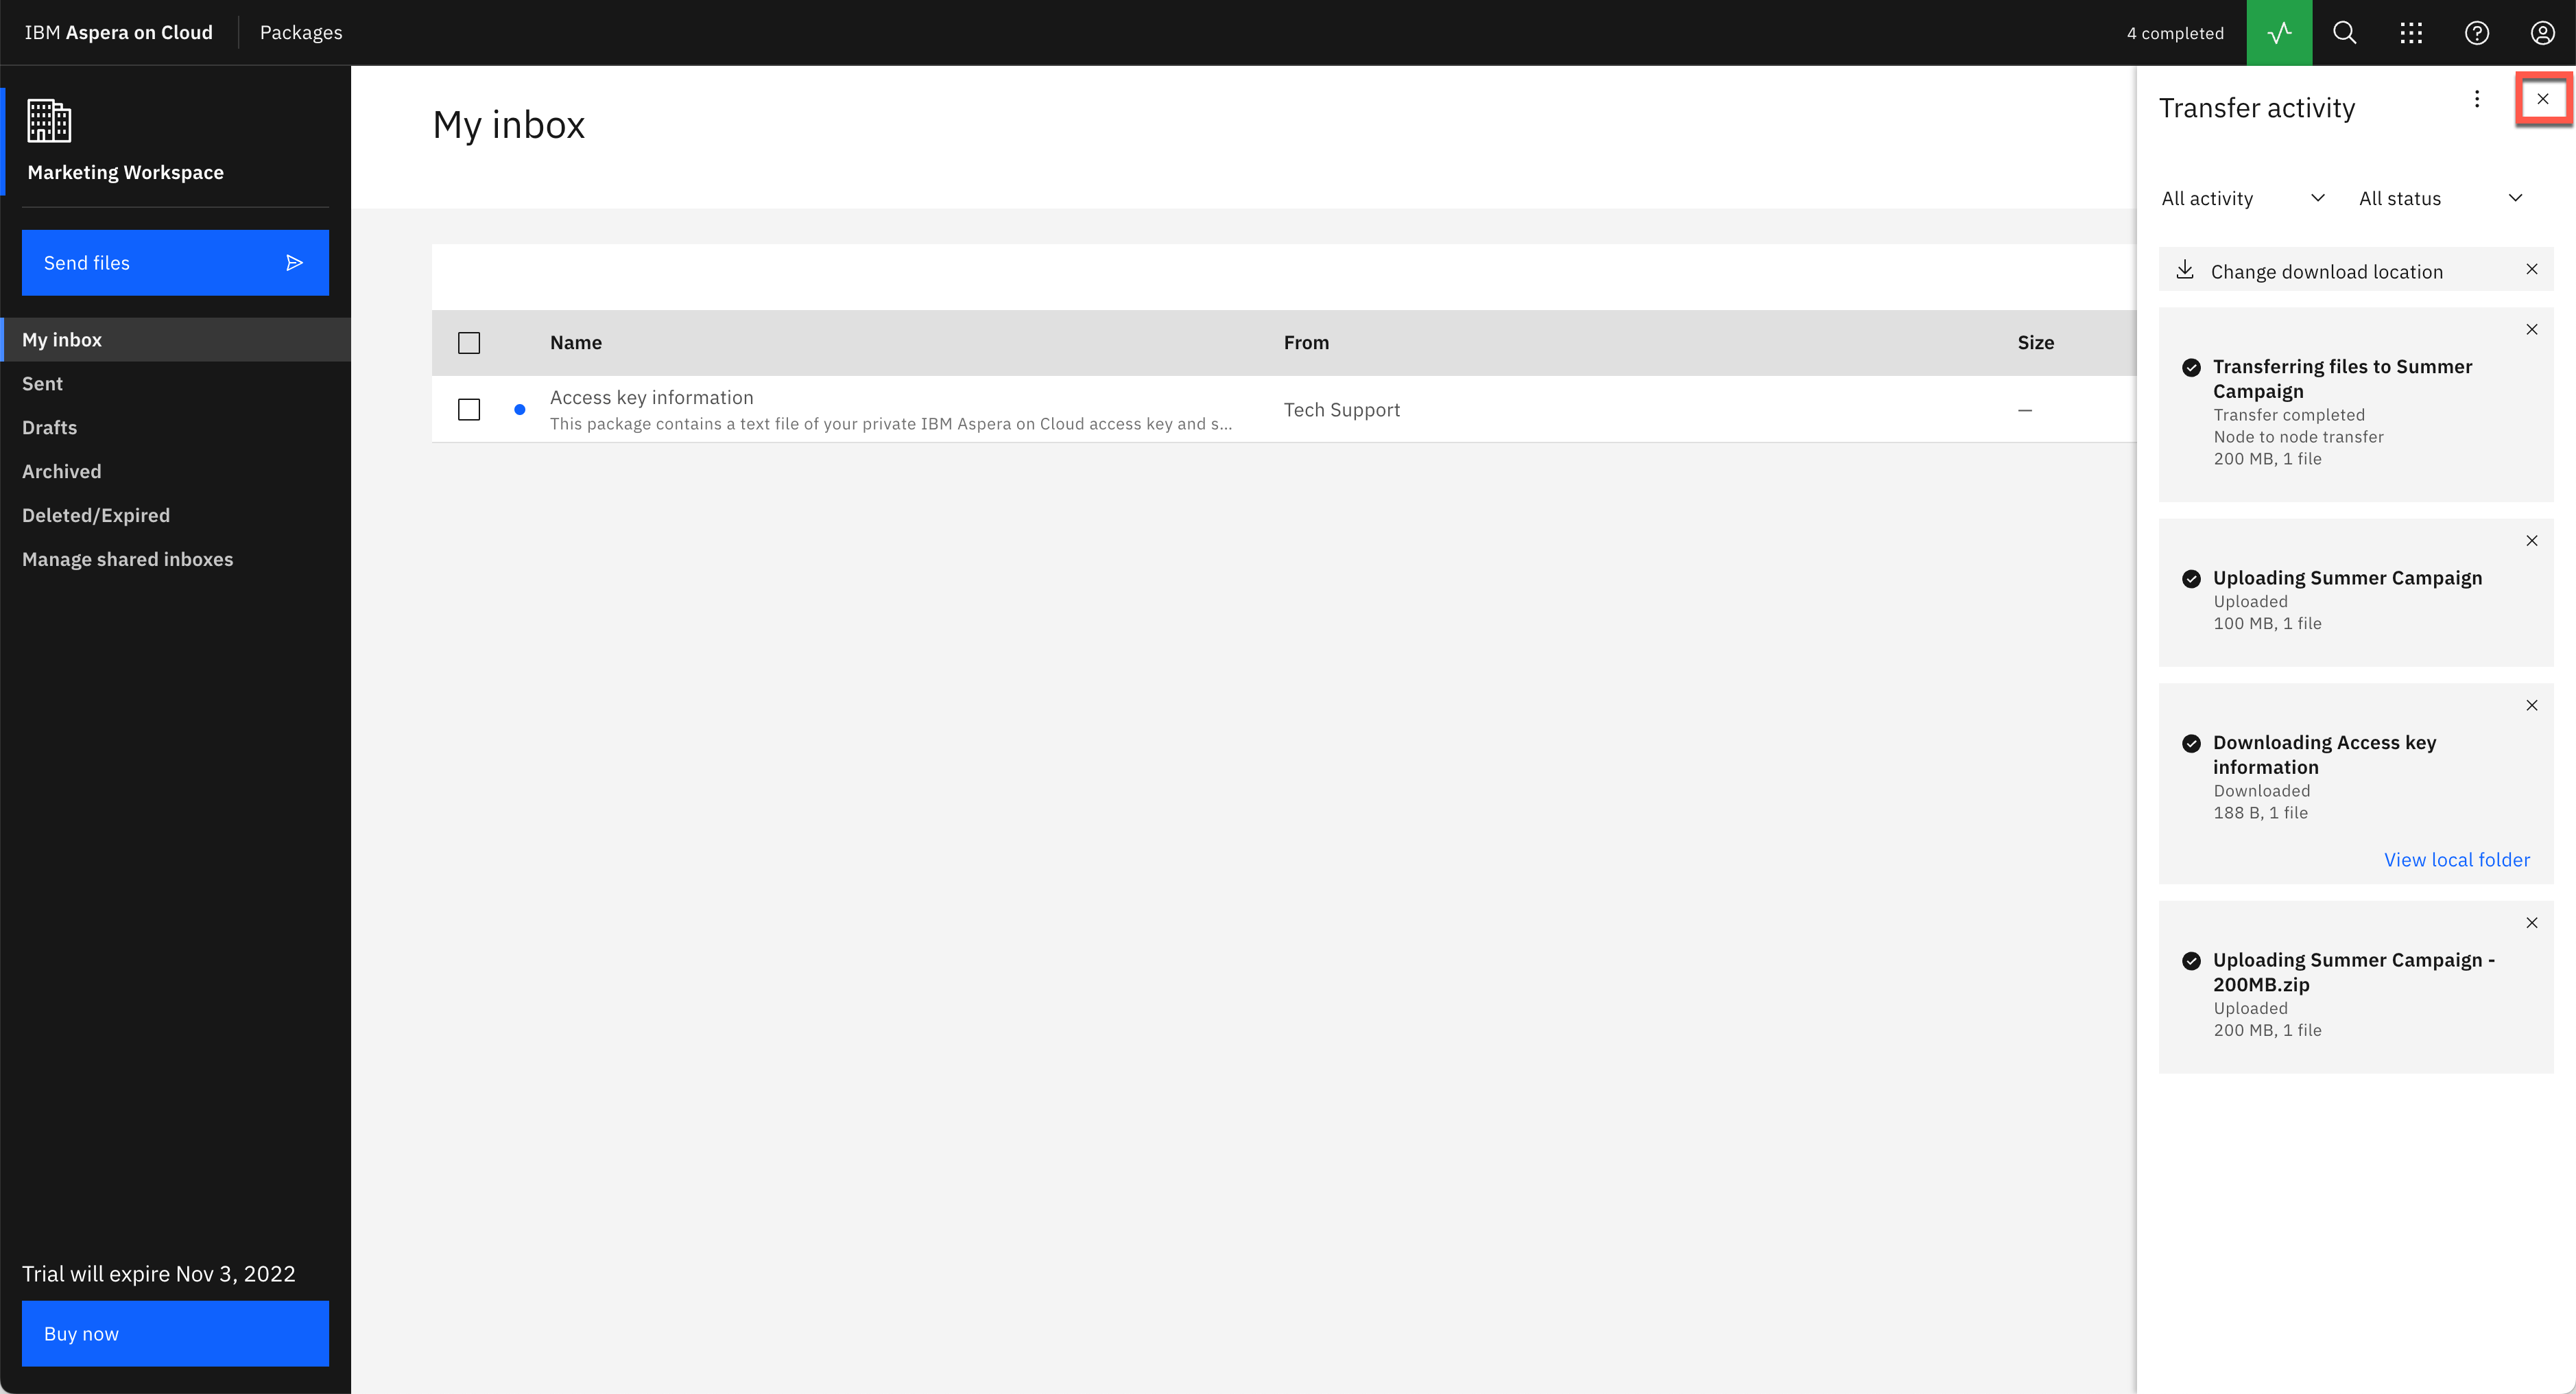 IBM Aspera on Cloud
Packages
4 completed
Marketing Workspace
Send files
My inbox
Sent
Drafts
Archived
Deleted/Expired
Manage shared inboxes
Trial will expire Nov 3, 2022
Buy now
My inbox
Name From Size
Access key information
This package contains a text file of your private IBM Aspera on Cloud access key and s...
Tech Support
—
Transfer activity
All activity All status
Change download location
Transferring files to Summer
Campaign
Transfer completed
Node to node transfer
200 MB, 1 file
Uploading Summer Campaign
Uploaded
100 MB, 1 file
Downloading Access key
information
Downloaded
188 B, 1 file
View local folder
Uploading Summer Campaign -
200MB.zip
Uploaded
200 MB, 1 file